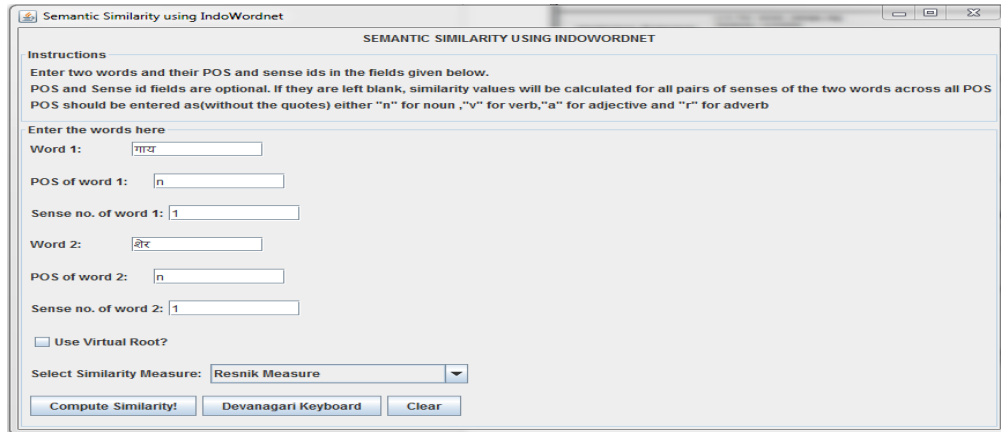 Semantic Similarity using IndoWordnet
SEMANTIC SIMILARITY USING INDOWORDNET
Instructions
Enter two words and their POS and sense ids in the fields given below.
POS and Sense id fields are optional. If they are left blank, similarity values will be calculated for all pairs of senses of the two words across all POS
POS should be entered as(without the quotes) either "n" for noun ,"v" for verb,"a" for adjective and "r" for adverb
Enter the words here
Word 1: गाय
POS of word 1: n
Sense no. of word 1: 1
Word 2: शेर
POS of word 2: n
Sense no. of word 2: 1
Use Virtual Root?
Select Similarity Measure: Resnik Measure
Compute Similarity! Devanagari Keyboard Clear